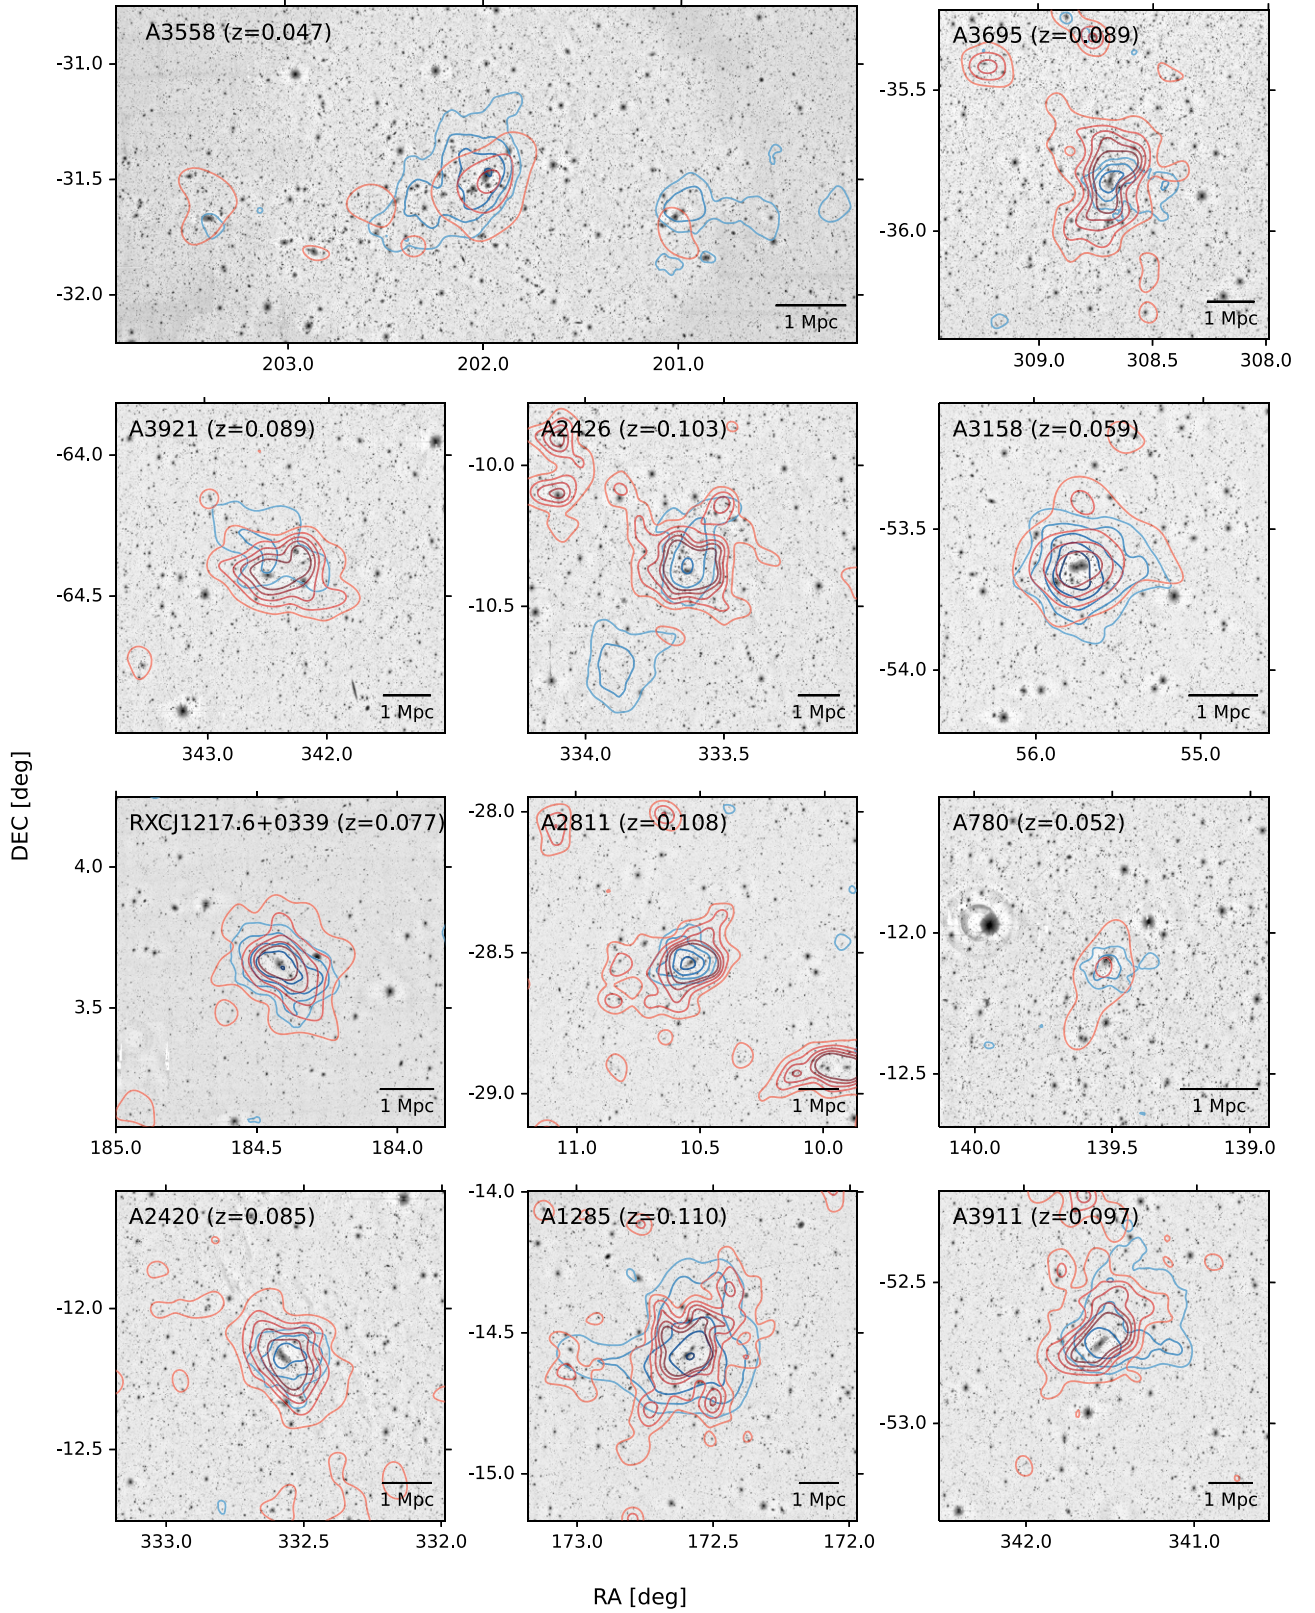 A3558 (z=0.047)
-31.0
-31.5
-32.0
1 Mpc
203.0 202.0 201.0
A3695 (z=0.089)
-35.5
-36.0
1 Mpc
309.0 308.5 308.0
A3921 (z=0.089)
-64.0
-64.5
1 Mpc
343.0 342.0
A2426 (z=0.103)
-10.0
-10.5
1 Mpc
334.0 333.5
A3158 (z=0.059)
-53.5
-54.0
1 Mpc
56.0 55.0
DEC [deg]
RXCJ1217.6+0339 (z=0.077)
4.0
3.5
1 Mpc
185.0 184.4 184.0
A2811 (z=0.108)
-28.0
-28.5
-29.0
1 Mpc
11.0 10.5 10.0
A780 (z=0.052)
-12.0
-12.5
1 Mpc
140.0 139.5 139.0
A2420 (z=0.085)
-12.0
-12.5
1 Mpc
333.0 332.5 332.0
A1285 (z=0.110)
-14.0
-14.5
-15.0
1 Mpc
173.0 172.5 172.0
A3911 (z=0.097)
-52.5
-53.0
1 Mpc
342.0 341.0
RA [deg]